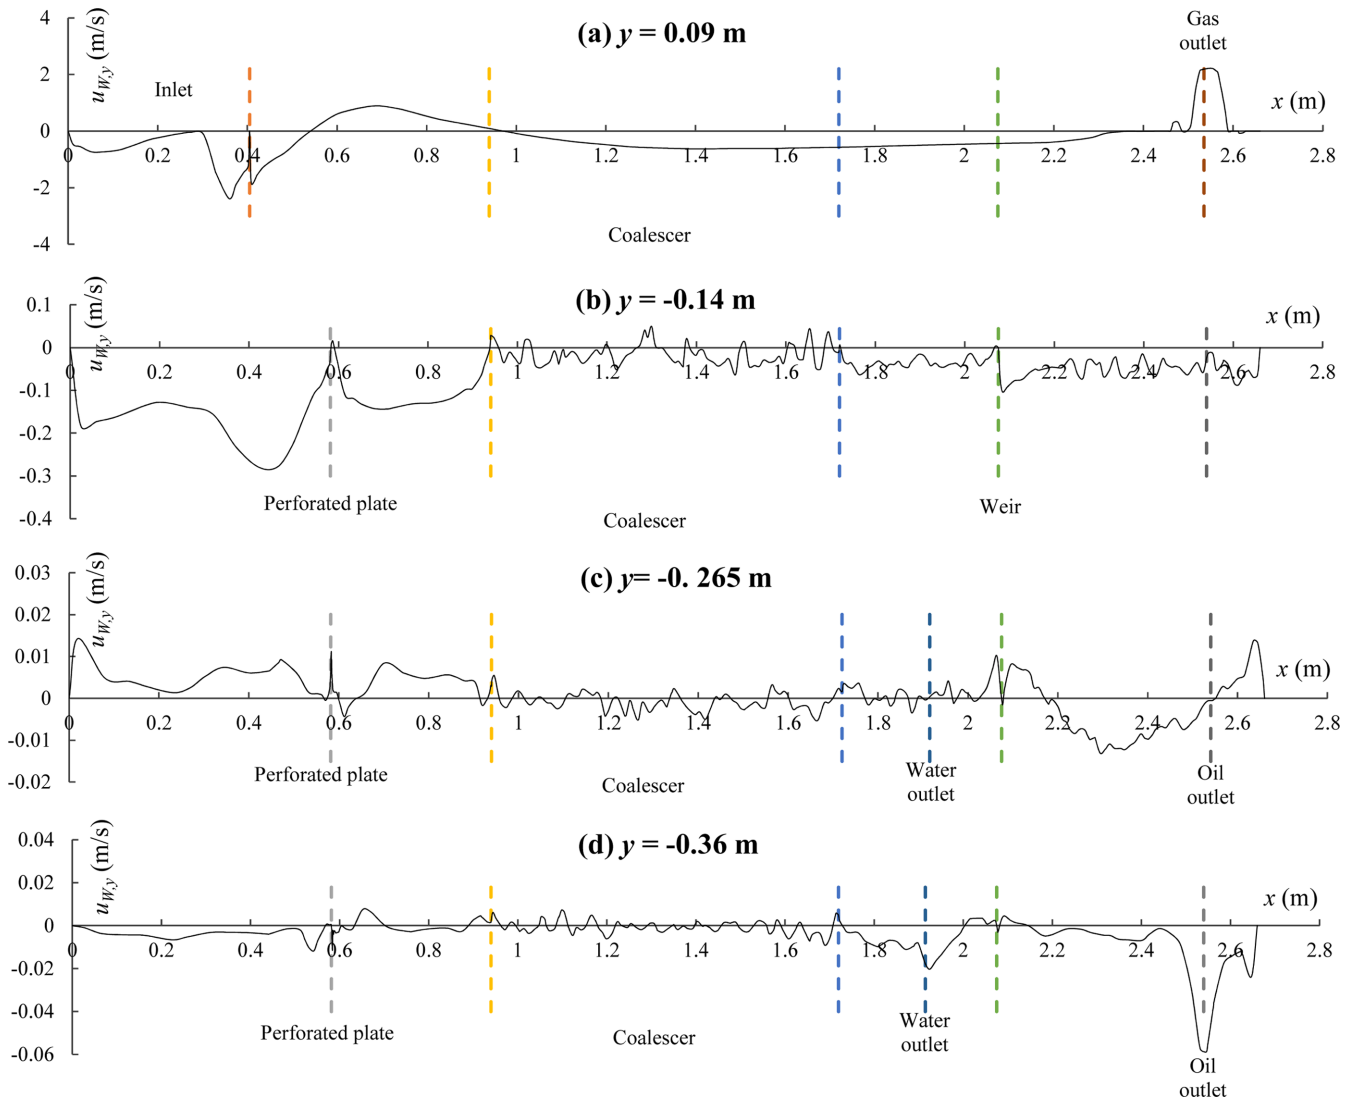 (a) y = 0.09 m
u_W,y (m/s)
4
2
0
-2
-4
Inlet
Gas
outlet
x (m)
0 0.2 0.4 0.6 0.8 1 1.2 1.4 1.6 1.8 2 2.2 2.4 2.6 2.8
Coalescer
(b) y = -0.14 m
u_W,y (m/s)
x (m)
0.1
0
-0.1
-0.2
-0.3
-0.4
0 0.2 0.4 0.6 0.8 1 1.2 1.4 1.6 1.8 2 2.2 2.4 2.6 2.8
Perforated plate
Coalescer
Weir
(c) y= -0. 265 m
u_W,y (m/s)
0.03
0.02
0.01
0
-0.01
-0.02
x (m)
0 0.2 0.4 0.6 0.8 1 1.2 1.4 1.6 1.8 2 2.2 2.4 2.6 2.8
Perforated plate
Coalescer
Water
outlet
Oil
outlet
(d) y = -0.36 m
u_W,y (m/s)
0.04
0.02
0
-0.02
-0.04
-0.06
x (m)
0 0.2 0.4 0.6 0.8 1 1.2 1.4 1.6 1.8 2 2.2 2.4 2.6 2.8
Perforated plate
Coalescer
Water
outlet
Oil
outlet